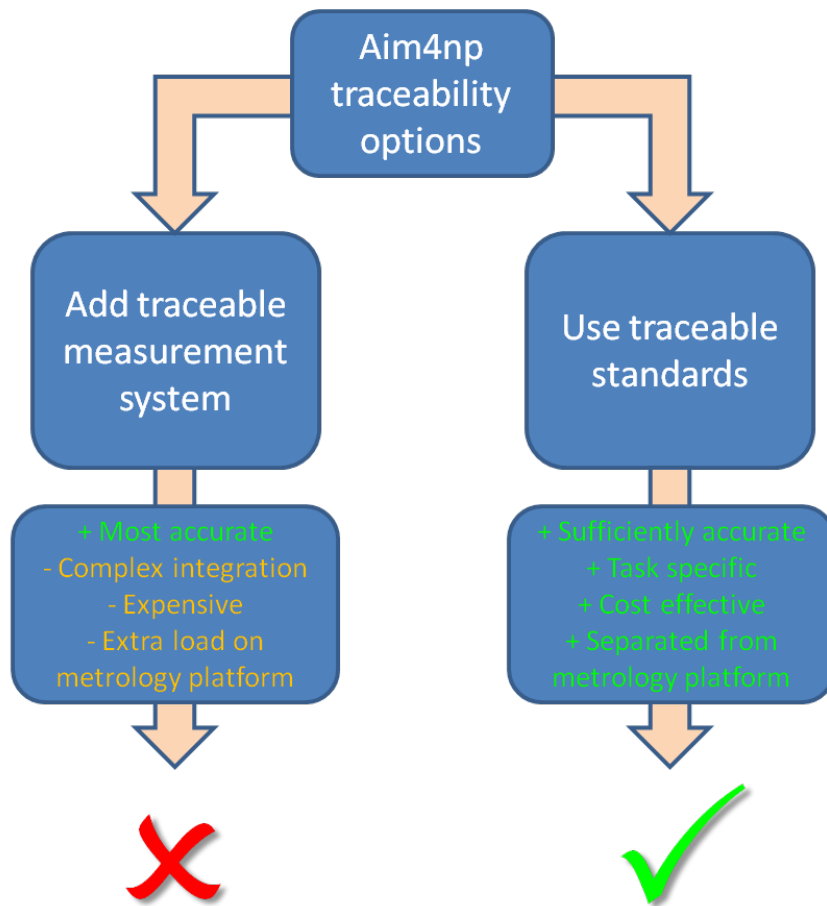 Aim4np
traceability
options
Add traceable
measurement
system
Use traceable
standards
+ Most accurate
- Complex integration
- Expensive
- Extra load on
metrology platform
+ Sufficiently accurate
+ Task specific
+ Cost effective
+ Separated from
metrology platform